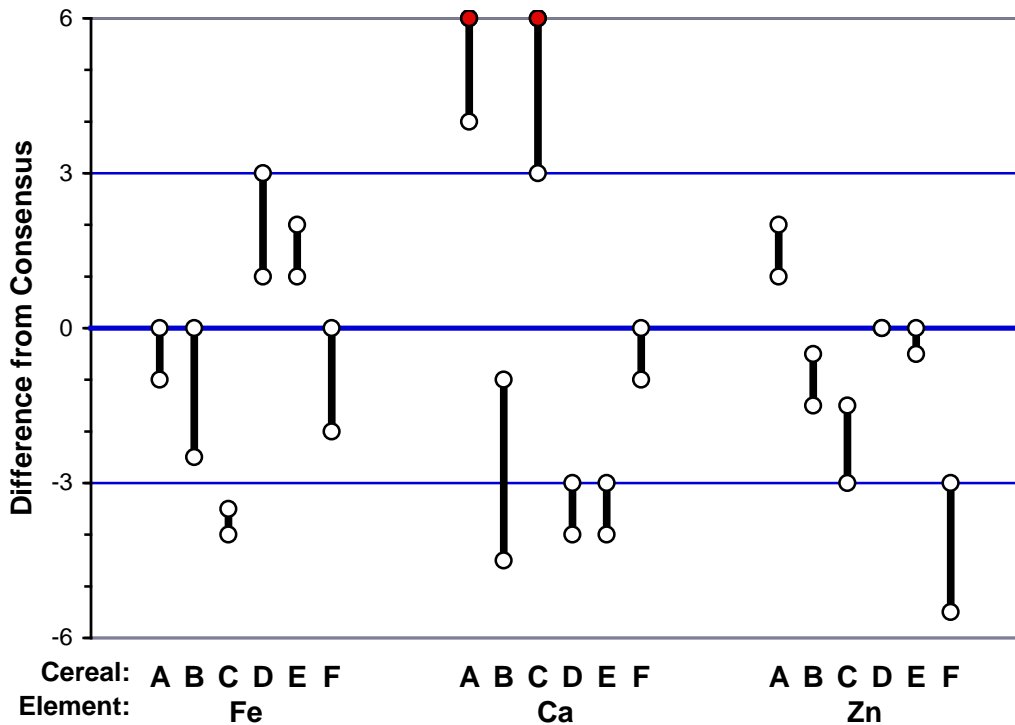 Difference from Consensus
6
3
0
-3
-6
Cereal: A B C D E F A B C D E F A B C D E F
Element: Fe Ca Zn